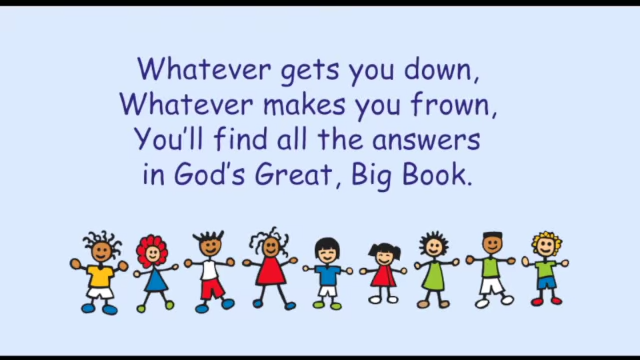 Whatever gets you down,
Whatever makes you frown,
You'll find all the answers
in God's Great, Big Book.